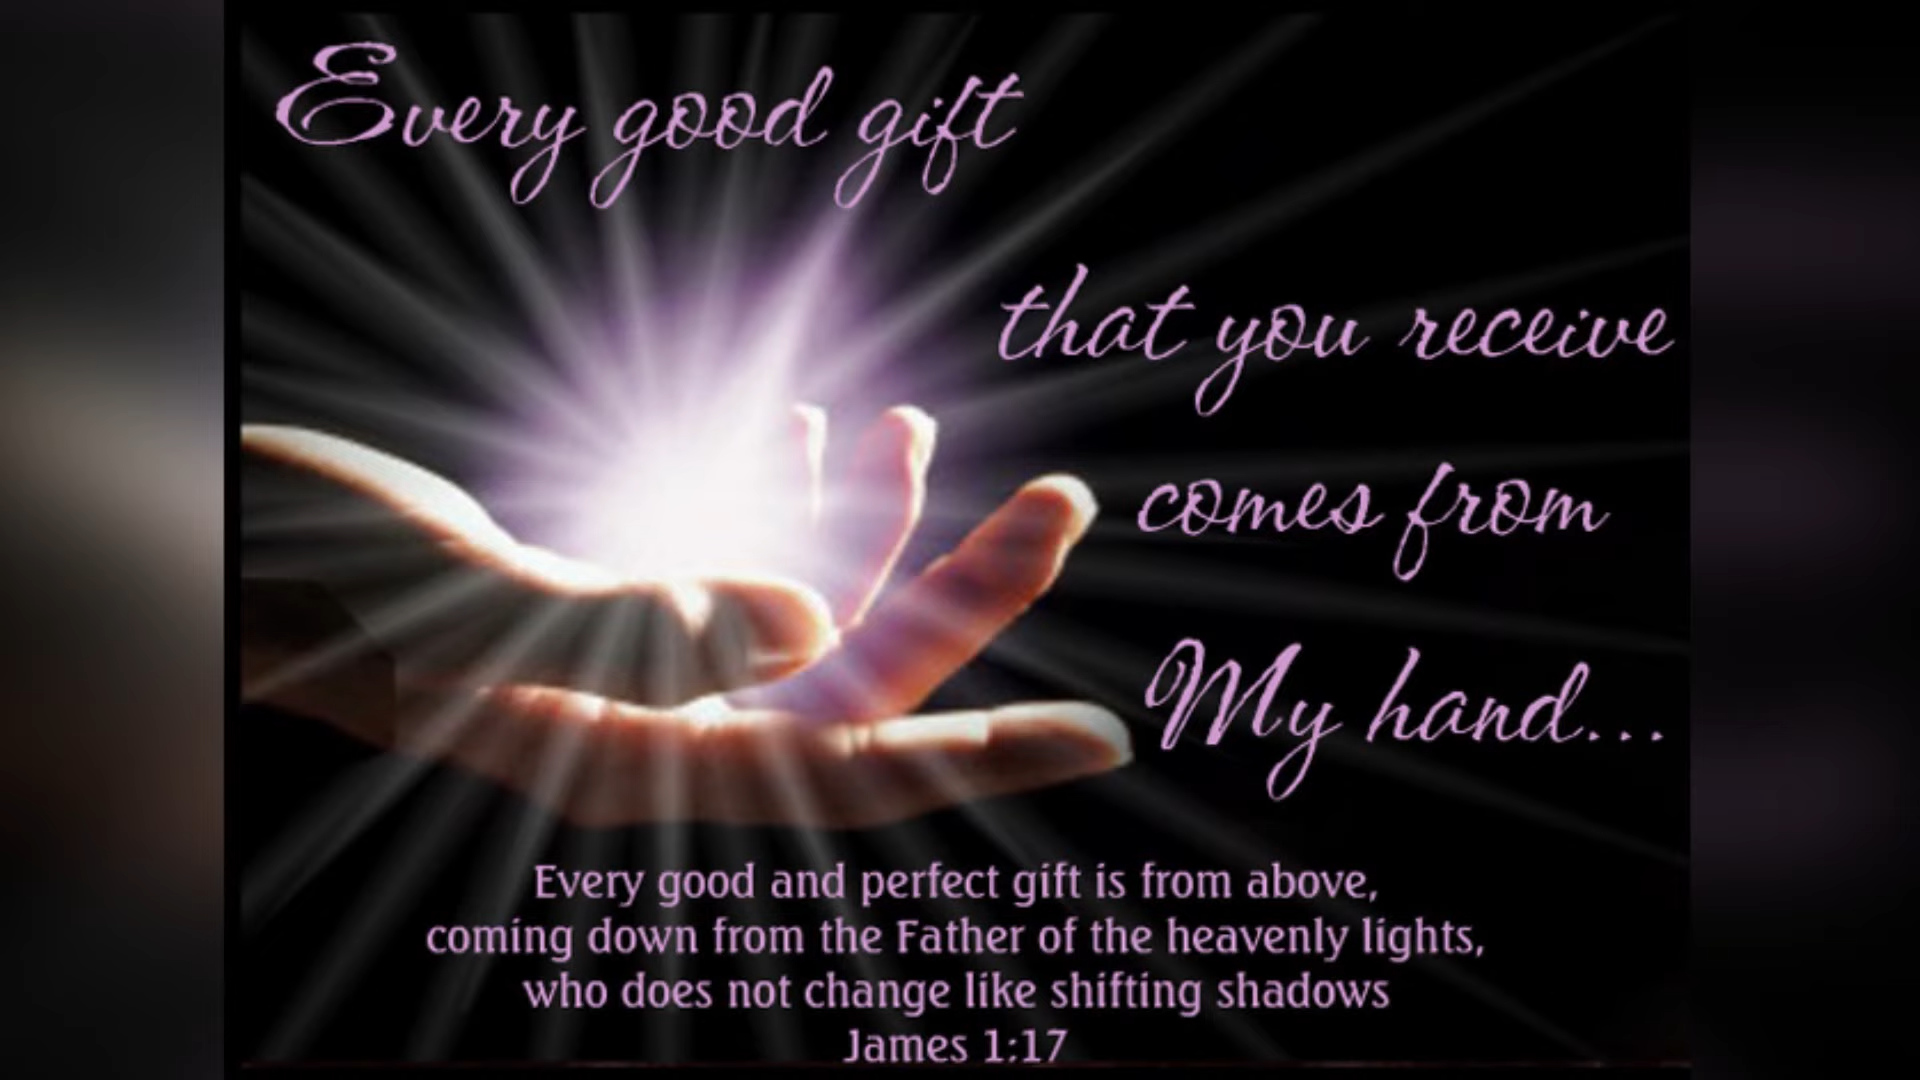 Every good gift
that you receive
comes from
My hand...
Every good and perfect gift is from above,
coming down from the Father of the heavenly lights,
who does not change like shifting shadows
James 1:17